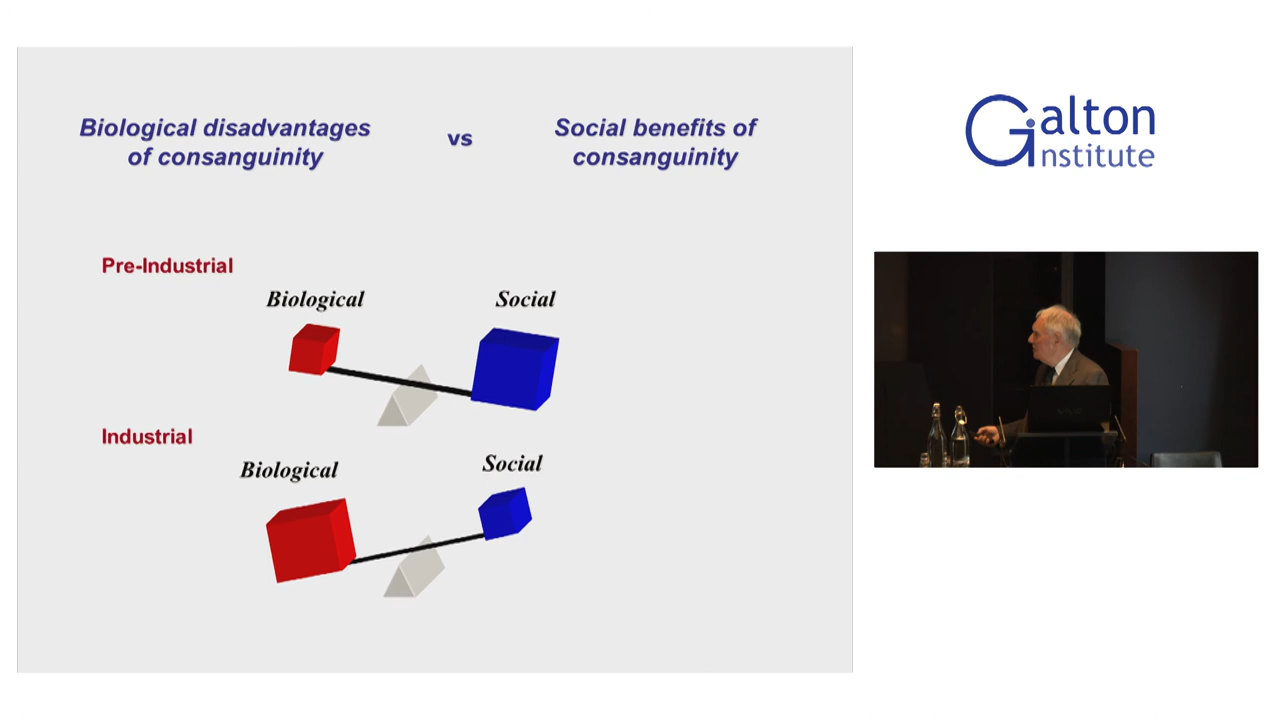 Biological disadvantages
of consanguinity
vs
Social benefits of
consanguinity
Pre-Industrial
Biological
Social
Industrial
Biological
Social
Galton
Institute